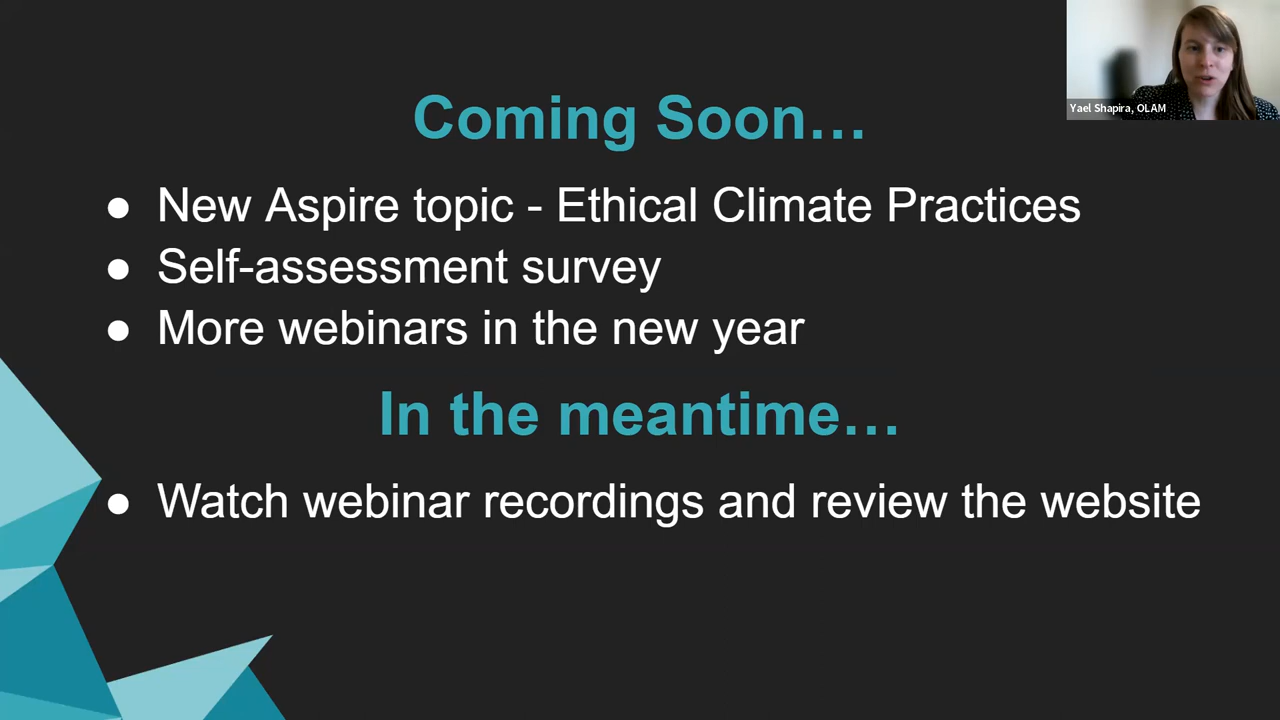 Yael Shapira, OLAM
Coming Soon…
● New Aspire topic - Ethical Climate Practices
● Self-assessment survey
● More webinars in the new year
In the meantime…
● Watch webinar recordings and review the website